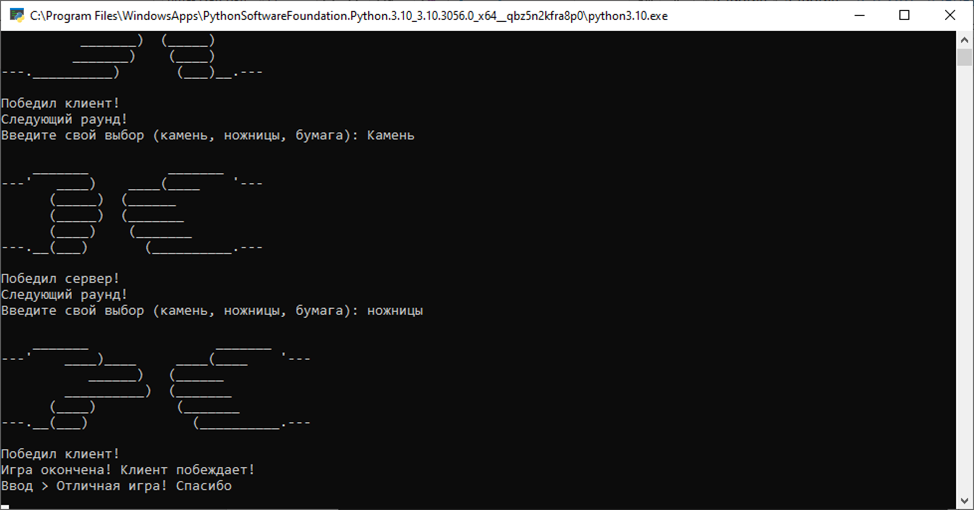 C:\Program Files\WindowsApps\PythonSoftwareFoundation.Python.3.10_3.10.3056.0_x64__qbz5n2kfra8p0\python3.10.exe
          _______)  (_____)
         _______)    (____)
---.__________)       (___)__.---
Победил клиент!
Следующий раунд!
Введите свой выбор (камень, ножницы, бумага): Камень
    _______          _______
---'   ____)    ____(____    '---
      (_____)  (______
      (_____)  (_______
      (____)    (_______
---.__(___)       (__________.---
Победил сервер!
Следующий раунд!
Введите свой выбор (камень, ножницы, бумага): ножницы
    _______                _______
---'    ____)____     ____(____    '---
           ______)   (______
        __________)  (_______
      (____)          (_______
---.__(___)             (__________.---
Победил клиент!
Игра окончена! Клиент побеждает!
Ввод > Отличная игра! Спасибо